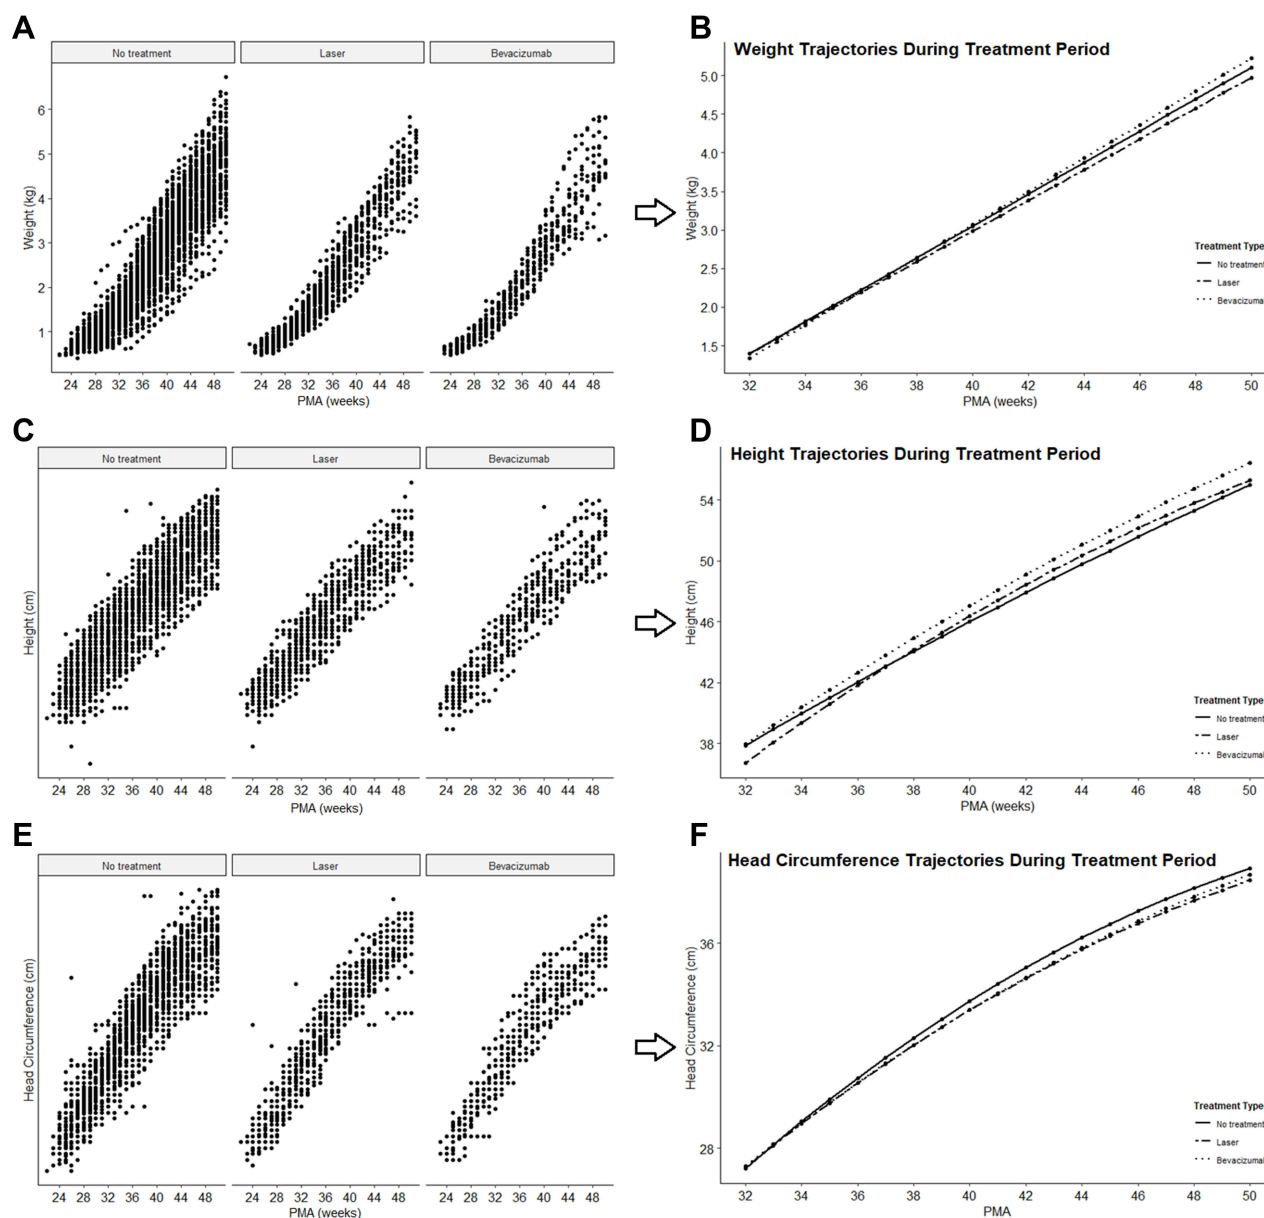 A
No treatment
Laser
Bevacizumab
Weight (kg)
6
5
4
3
2
1
24 28 32 36 40 44 48
24 28 32 36 40 44 48
24 28 32 36 40 44 48
PMA (weeks)
B
Weight Trajectories During Treatment Period
Weight (kg)
5.0
4.5
4.0
3.5
3.0
2.5
2.0
1.5
32 34 36 38 40 42 44 46 48 50
PMA (weeks)
Treatment Type
No treatment
Laser
Bevacizumab
C
No treatment
Laser
Bevacizumab
Height (cm)
24 28 32 36 40 44 48
24 28 32 36 40 44 48
24 28 32 36 40 44 48
PMA (weeks)
D
Height Trajectories During Treatment Period
Height (cm)
54
50
46
42
38
32 34 36 38 40 42 44 46 48 50
PMA (weeks)
Treatment Type
No treatment
Laser
Bevacizumab
E
No treatment
Laser
Bevacizumab
Head Circumference (cm)
24 28 32 36 40 44 48
24 28 32 36 40 44 48
24 28 32 36 40 44 48
PMA (weeks)
F
Head Circumference Trajectories During Treatment Period
Head Circumference (cm)
36
32
28
32 34 36 38 40 42 44 46 48 50
PMA
Treatment Type
No treatment
Laser
Bevacizumab